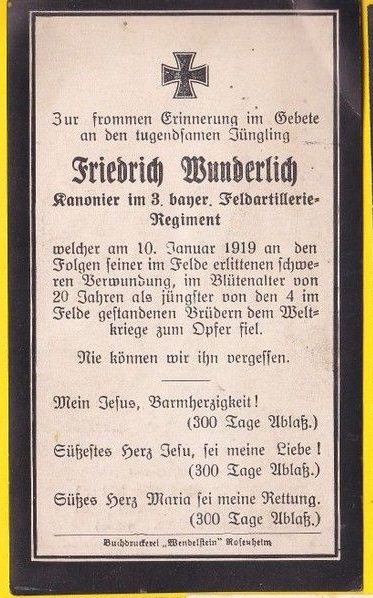 Zur frommen Erinnerung im Gebete
an den tugendsamen Jüngling
Friedrich Wunderlich
Kanonier im 3. bayer. Feldartillerie-
Regiment
welcher am 10. Januar 1919 an den
Folgen seiner im Felde erlittenen schwe-
ren Verwundung, im Blütenalter von
20 Jahren als jüngster von den 4 im
Felde gestandenen Brüdern dem Welt-
kriege zum Opfer fiel.
Nie können wir ihn vergessen.
Mein Jesus, Barmherzigkeit!
(300 Tage Ablaß.)
Süßestes Herz Jesu, sei meine Liebe!
(300 Tage Ablaß.)
Süßes Herz Maria sei meine Rettung.
(300 Tage Ablaß.)
Buchdruckerei „Wendelstein" Rosenheim